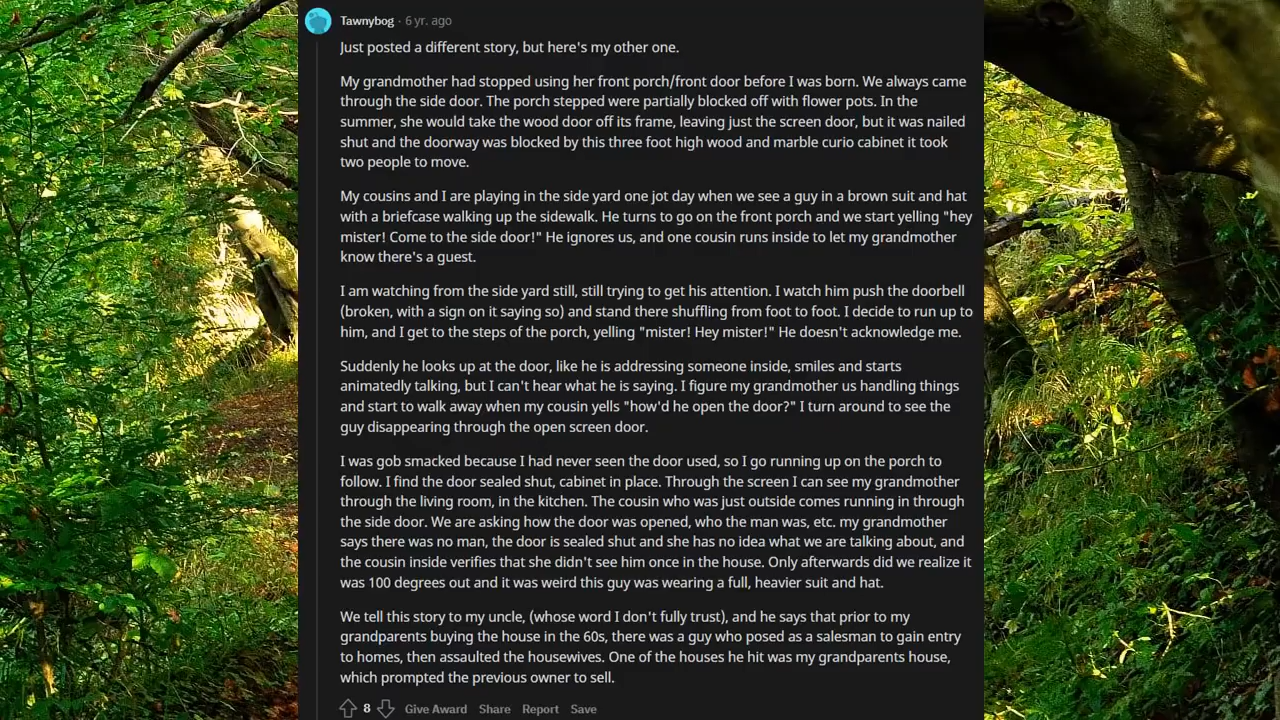 Tawnybog · 6 yr. ago
Just posted a different story, but here's my other one.
My grandmother had stopped using her front porch/front door before I was born. We always came
through the side door. The porch stepped were partially blocked off with flower pots. In the
summer, she would take the wood door off its frame, leaving just the screen door, but it was nailed
shut and the doorway was blocked by this three foot high wood and marble curio cabinet it took
two people to move.
My cousins and I are playing in the side yard one jot day when we see a guy in a brown suit and hat
with a briefcase walking up the sidewalk. He turns to go on the front porch and we start yelling "hey
mister! Come to the side door!" He ignores us, and one cousin runs inside to let my grandmother
know there's a guest.
I am watching from the side yard still, still trying to get his attention. I watch him push the doorbell
(broken, with a sign on it saying so) and stand there shuffling from foot to foot. I decide to run up to
him, and I get to the steps of the porch, yelling "mister! Hey mister!" He doesn't acknowledge me.
Suddenly he looks up at the door, like he is addressing someone inside, smiles and starts
animatedly talking, but I can't hear what he is saying. I figure my grandmother us handling things
and start to walk away when my cousin yells "how'd he open the door?" I turn around to see the
guy disappearing through the open screen door.
I was gob smacked because I had never seen the door used, so I go running up on the porch to
follow. I find the door sealed shut, cabinet in place. Through the screen I can see my grandmother
through the living room, in the kitchen. The cousin who was just outside comes running in through
the side door. We are asking how the door was opened, who the man was, etc. my grandmother
says there was no man, the door is sealed shut and she has no idea what we are talking about, and
the cousin inside verifies that she didn't see him once in the house. Only afterwards did we realize it
was 100 degrees out and it was weird this guy was wearing a full, heavier suit and hat.
We tell this story to my uncle, (whose word I don't fully trust), and he says that prior to my
grandparents buying the house in the 60s, there was a guy who posed as a salesman to gain entry
to homes, then assaulted the housewives. One of the houses he hit was my grandparents house,
which prompted the previous owner to sell.
8 Give Award Share Report Save